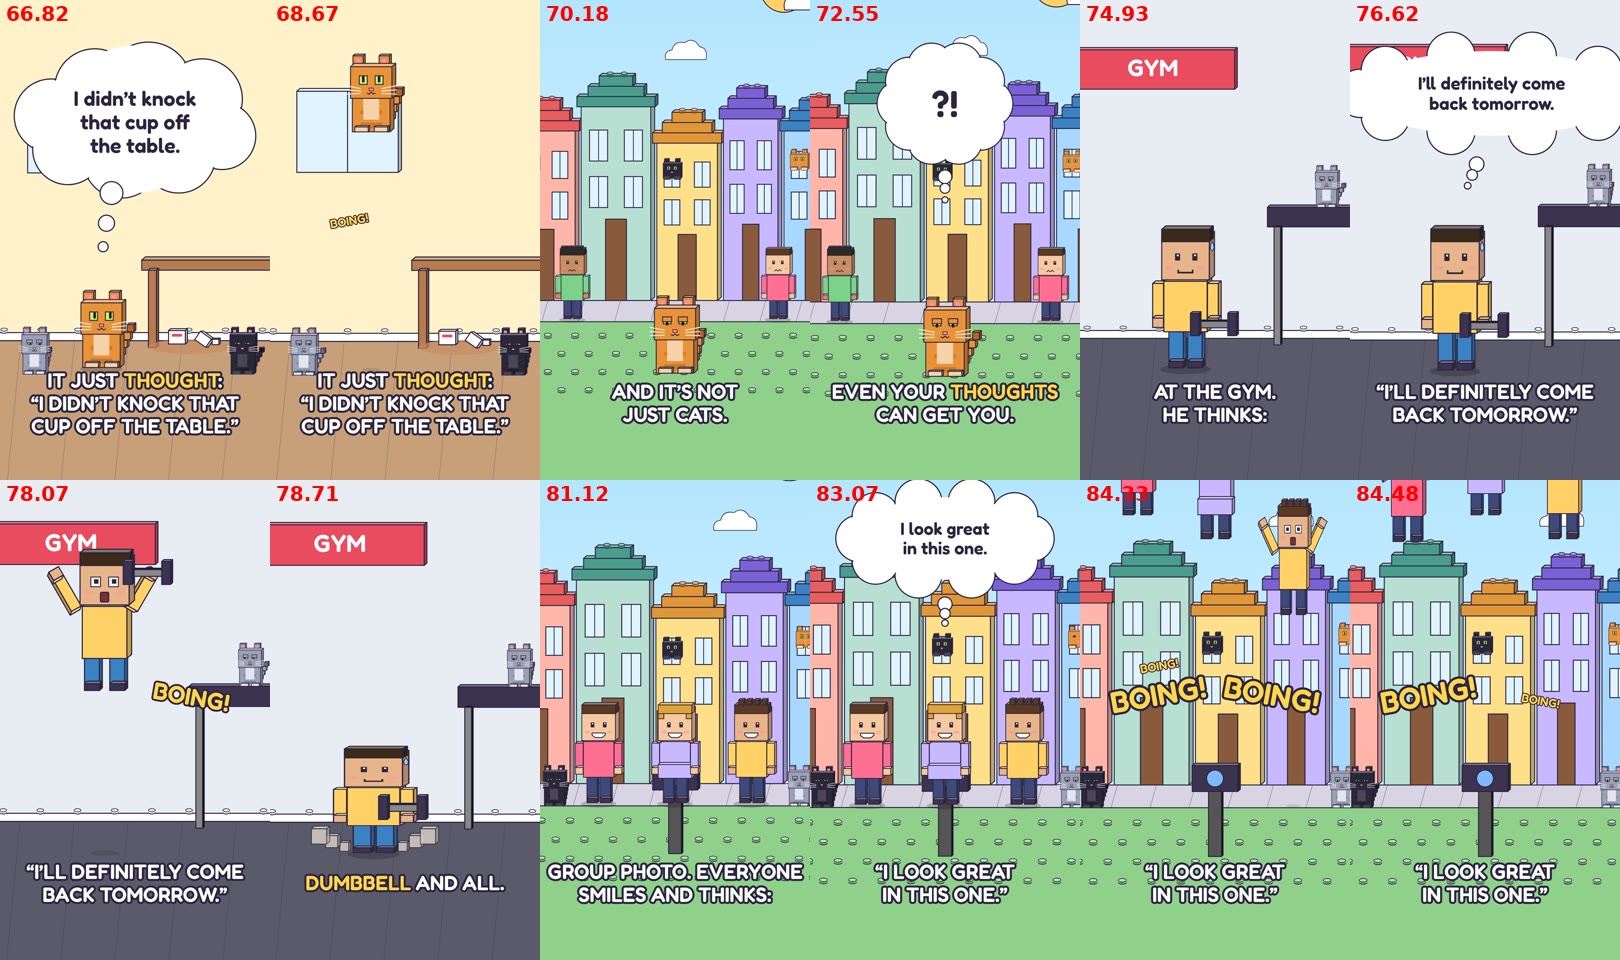 66.82
I didn't knock
that cup off
the table.
IT JUST THOUGHT:
“I DIDN'T KNOCK THAT
CUP OFF THE TABLE.”
68.67
BOING!
IT JUST THOUGHT:
“I DIDN'T KNOCK THAT
CUP OFF THE TABLE.”
70.18
AND IT'S NOT
JUST CATS.
72.55
?!
EVEN YOUR THOUGHTS
CAN GET YOU.
74.93
GYM
AT THE GYM.
HE THINKS:
76.62
I'll definitely come
back tomorrow.
“I'LL DEFINITELY COME
BACK TOMORROW.”
78.07
GYM
BOING!
“I'LL DEFINITELY COME
BACK TOMORROW.”
78.71
GYM
DUMBBELL AND ALL.
81.12
GROUP PHOTO. EVERYONE
SMILES AND THINKS:
83.07
I look great
in this one.
“I LOOK GREAT
IN THIS ONE.”
84.33
BOING!
BOING! BOING!
“I LOOK GREAT
IN THIS ONE.”
84.48
BOING!
BOING!
“I LOOK GREAT
IN THIS ONE.”